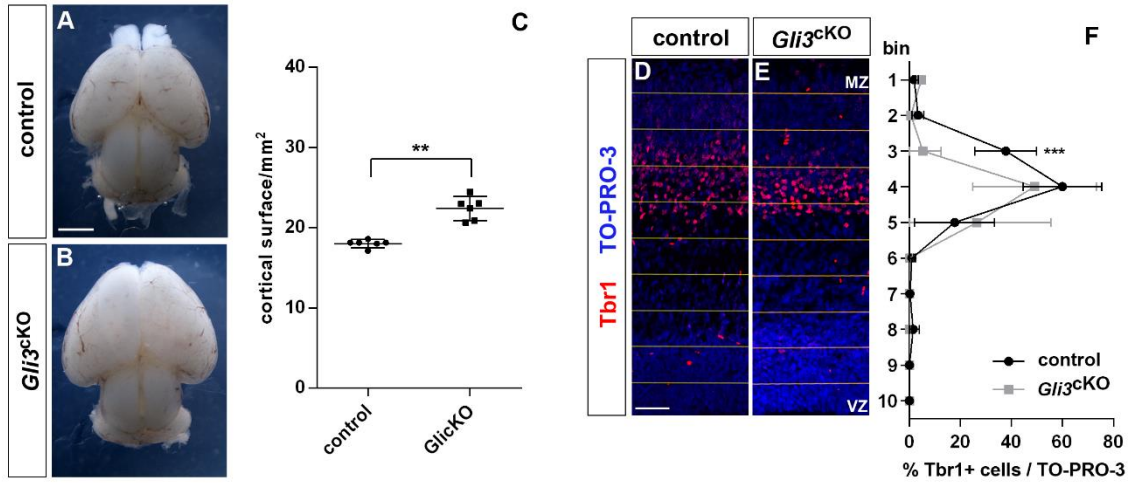 control
Gli3cKO
A
B
C
cortical surface/mm2
40
30
20
10
0
**
control
GlicKO
control
Gli3cKO
Tbr1 TO-PRO-3
D
E
MZ
VZ
F
bin
1
2
3
4
5
6
7
8
9
10
***
control
Gli3cKO
0 20 40 60 80
% Tbr1+ cells / TO-PRO-3